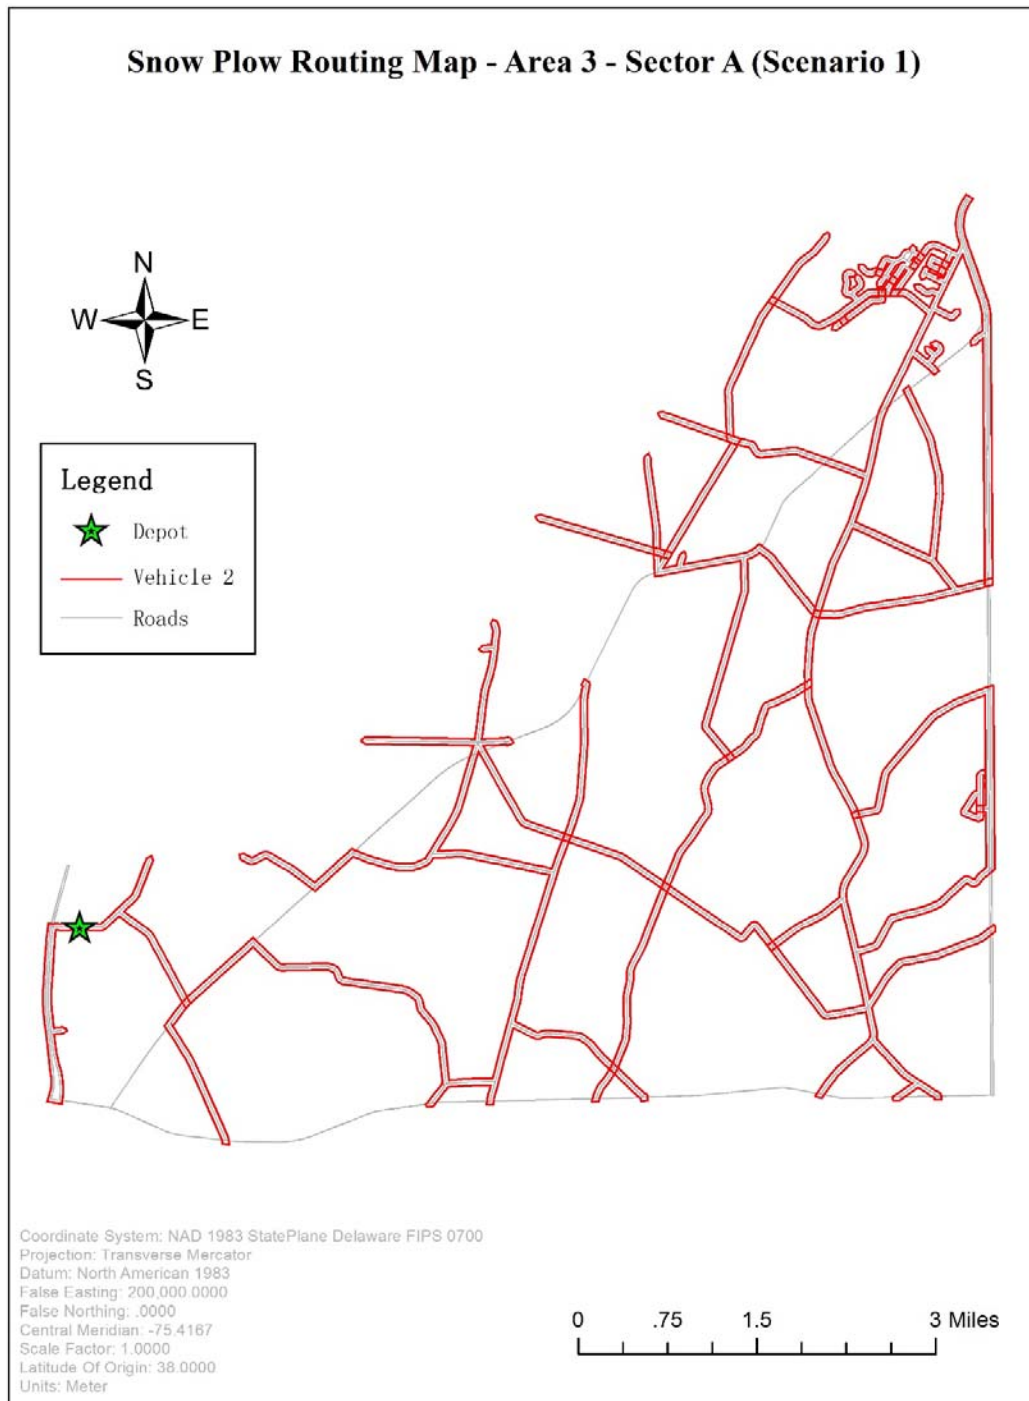 Snow Plow Routing Map - Area 3 - Sector A (Scenario 1)
N
W E
S
Legend
Depot
Vehicle 2
Roads
Coordinate System: NAD 1983 StatePlane Delaware FIPS 0700
Projection: Transverse Mercator
Datum: North American 1983
False Easting: 200,000.0000
False Northing: .0000
Central Meridian: -75.4167
Scale Factor: 1.0000
Latitude Of Origin: 38.0000
Units: Meter
0 .75 1.5 3 Miles